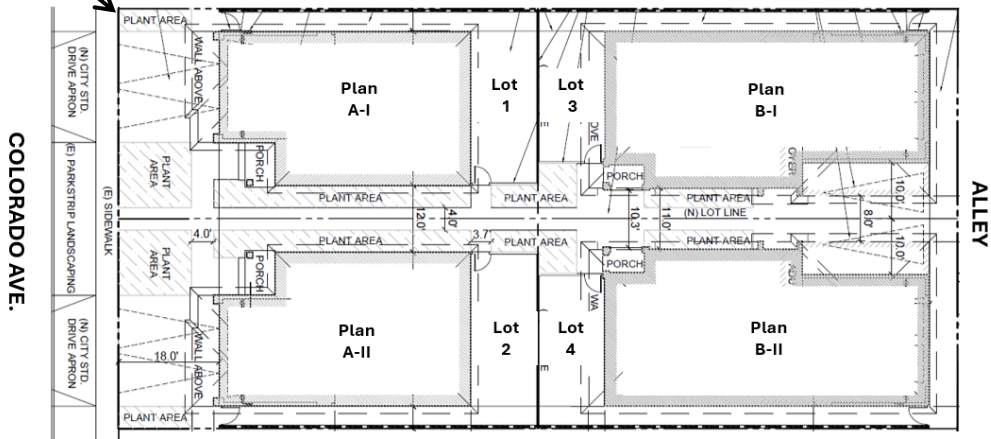 PLANT AREA
(N) CITY STD.
DRIVE APRON
WALL ABOVE
Plan
A-I
Lot
1
Lot
3
Plan
B-I
COLORADO AVE.
(E) PARKSTRIP LANDSCAPING
(E) SIDEWALK
PLANT
AREA
PORCH
PLANT AREA
PLANT AREA
PORCH
PLANT AREA
(N) LOT LINE
10.0'
ALLEY
4.0'
12.0'
4.0'
3.7'
10.3'
11.0'
8.0'
10.0'
PLANT
AREA
PORCH
PLANT AREA
PLANT AREA
PORCH
PLANT AREA
ADU
(N) CITY STD.
DRIVE APRON
18.0'
WALL ABOVE
Plan
A-II
Lot
2
Lot
4
WA
Plan
B-II
PLANT AREA